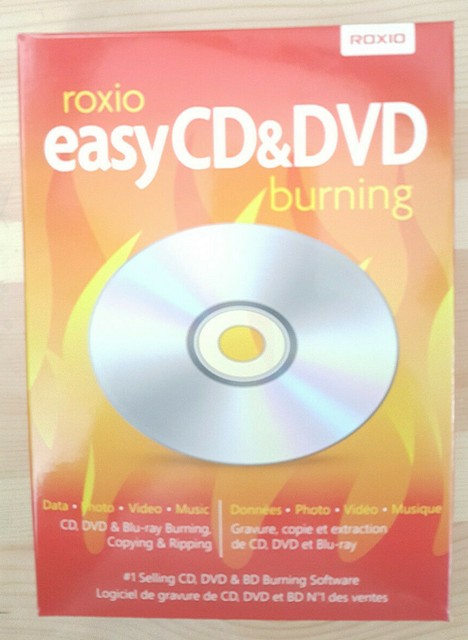 ROXIO
roxio
easyCD&DVD
burning
Data • Photo • Video • Music
CD, DVD & Blu-ray Burning,
Copying & Ripping
Données • Photo • Vidéo • Musique
Gravure, copie et extraction
de CD, DVD et Blu-ray
#1 Selling CD, DVD & BD Burning Software
Logiciel de gravure de CD, DVD et BD N°1 des ventes